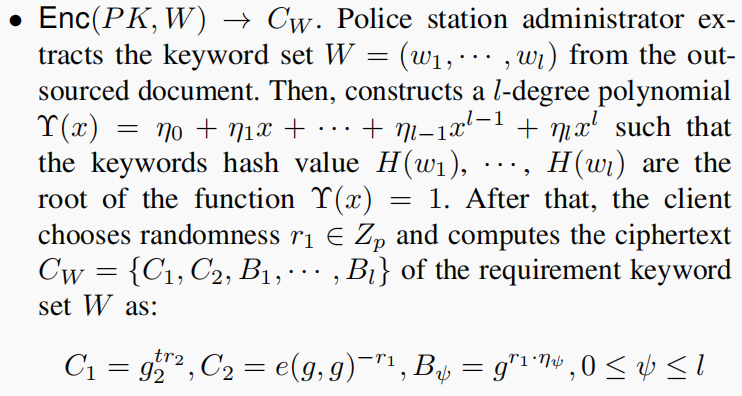 • Enc(PK, W) → C_W. Police station administrator ex-
tracts the keyword set W = (w_1, ⋯ , w_l) from the out-
sourced document. Then, constructs a l-degree polynomial
Υ(x) = η_0 + η_1x + ⋯ + η_{l−1}x^{l−1} + η_lx^l such that
the keywords hash value H(w_1), ⋯, H(w_l) are the
root of the function Υ(x) = 1. After that, the client
chooses randomness r_1 ∈ Z_p and computes the ciphertext
C_W = {C_1, C_2, B_1, ⋯ , B_l} of the requirement keyword
set W as:
C_1 = g_2^{tr_2}, C_2 = e(g, g)^{−r_1}, B_ψ = g^{r_1·η_ψ}, 0 ≤ ψ ≤ l